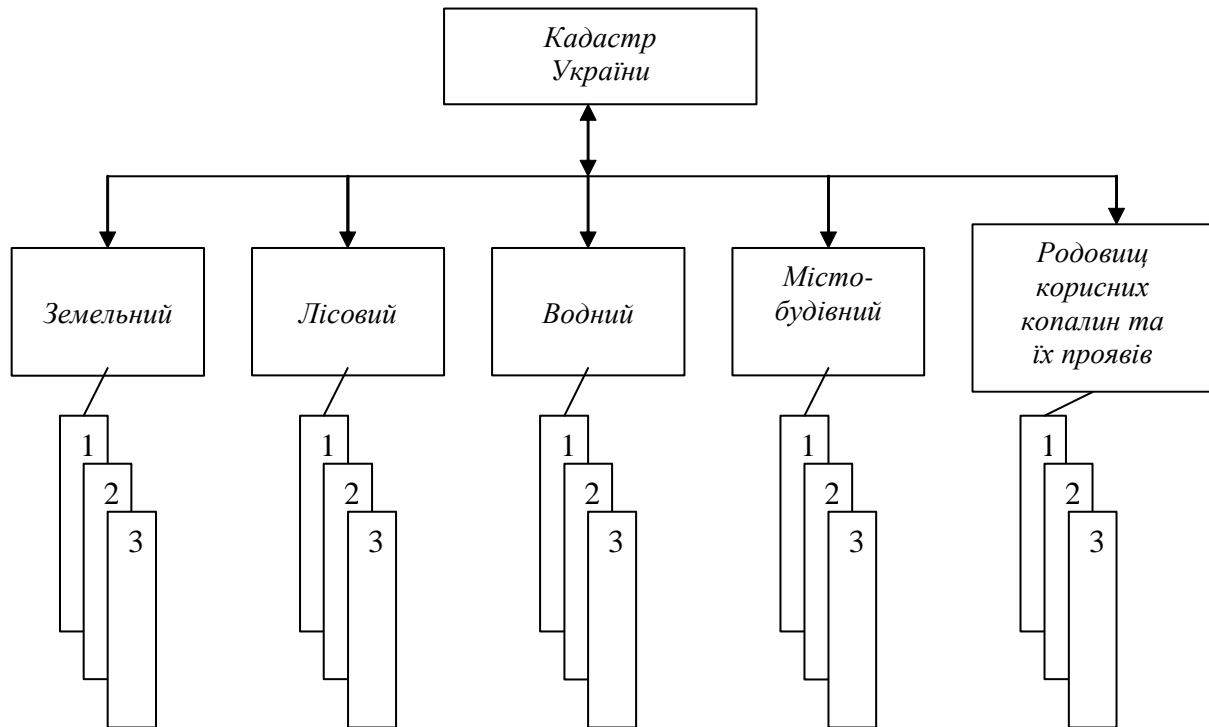 Кадастр
України
Земельний
Лісовий
Водний
Місто-
будівний
Родовищ
корисних
копалин та
їх проявів
1
2
3
1
2
3
1
2
3
1
2
3
1
2
3